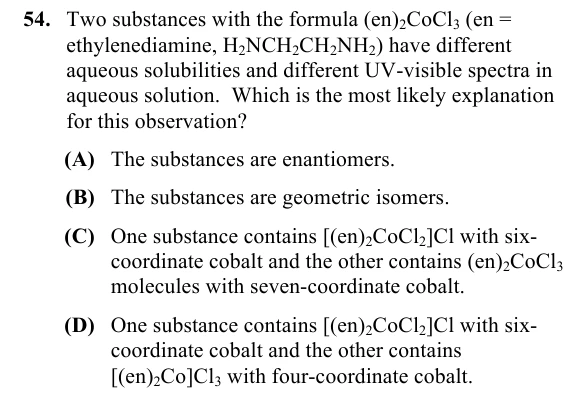 54. Two substances with the formula (en)₂CoCl₃ (en =
ethylenediamine, H₂NCH₂CH₂NH₂) have different
aqueous solubilities and different UV-visible spectra in
aqueous solution. Which is the most likely explanation
for this observation?
(A) The substances are enantiomers.
(B) The substances are geometric isomers.
(C) One substance contains [(en)₂CoCl₂]Cl with six-
coordinate cobalt and the other contains (en)₂CoCl₃
molecules with seven-coordinate cobalt.
(D) One substance contains [(en)₂CoCl₂]Cl with six-
coordinate cobalt and the other contains
[(en)₂Co]Cl₃ with four-coordinate cobalt.